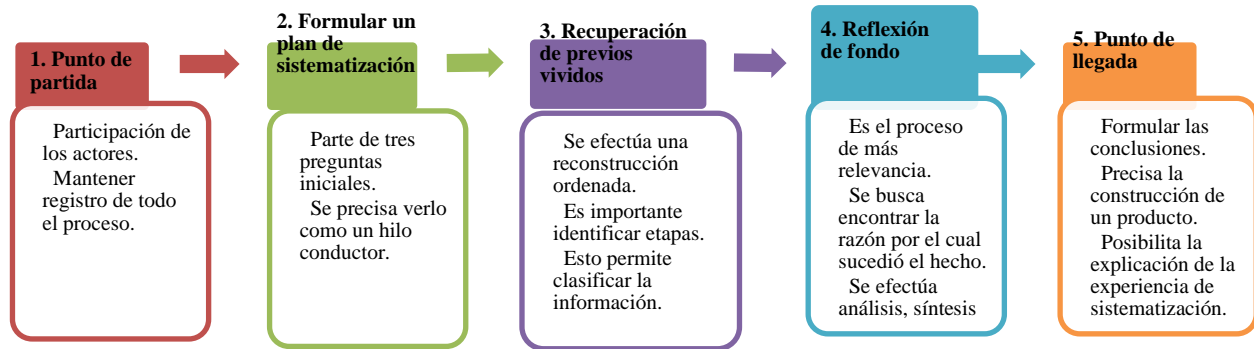 1. Punto de
partida
Participación de
los actores.
Mantener
registro de todo
el proceso.
2. Formular un
plan de
sistematización
Parte de tres
preguntas
iniciales.
Se precisa verlo
como un hilo
conductor.
3. Recuperación
de previos
vividos
Se efectúa una
reconstrucción
ordenada.
Es importante
identificar etapas.
Esto permite
clasificar la
información.
4. Reflexión
de fondo
Es el proceso
de más
relevancia.
Se busca
encontrar la
razón por el cual
sucedió el hecho.
Se efectúa
análisis, síntesis
5. Punto de
llegada
Formular las
conclusiones.
Precisa la
construcción de
un producto.
Posibilita la
explicación de la
experiencia de
sistematización.